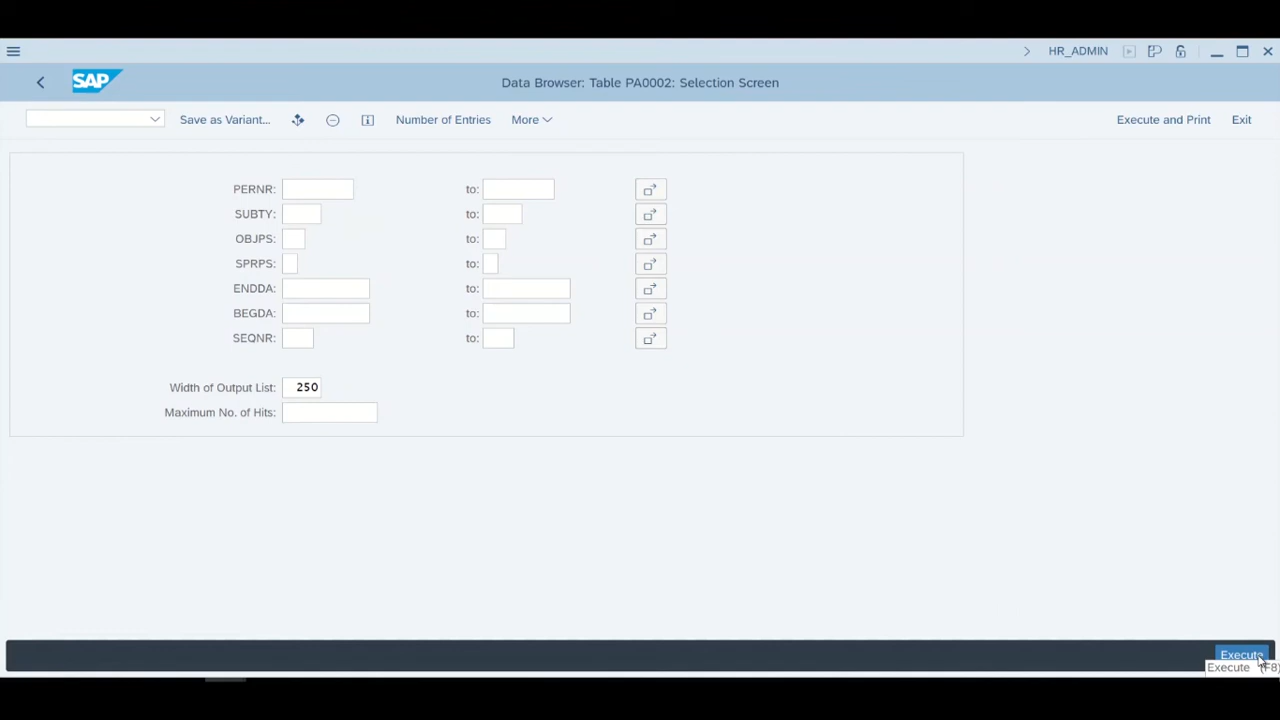 HR_ADMIN
SAP Data Browser: Table PA0002: Selection Screen
Save as Variant... Number of Entries More Execute and Print Exit
PERNR: to:
SUBTY: to:
OBJPS: to:
SPRPS: to:
ENDDA: to:
BEGDA: to:
SEQNR: to:
Width of Output List: 250
Maximum No. of Hits:
Execute
Execute (F8)